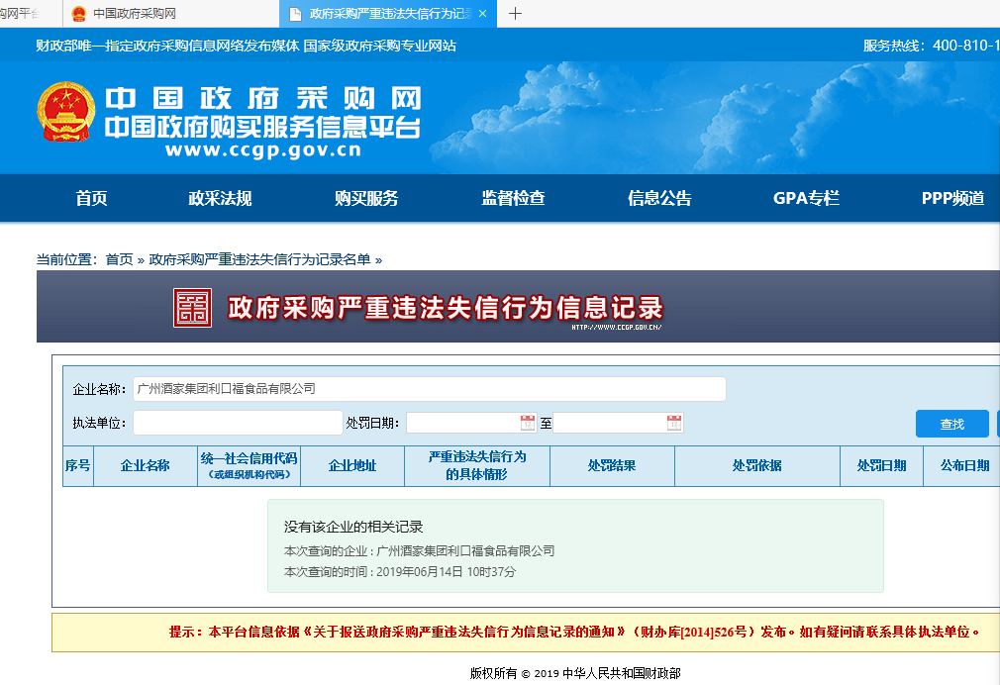 购网平台
中国政府采购网
政府采购严重违法失信行为记录
财政部唯一指定政府采购信息网络发布媒体 国家级政府采购专业网站
服务热线：400-810-1
中国政府采购网
中国政府购买服务信息平台
www.ccgp.gov.cn
首页 政采法规 购买服务 监督检查 信息公告 GPA专栏 PPP频道
当前位置：首页 » 政府采购严重违法失信行为记录名单 »
政府采购严重违法失信行为信息记录
HTTP://WWW.CCGP.GOV.CN/
企业名称： 广州酒家集团利口福食品有限公司
执法单位： 处罚日期： 至 查找
序号 企业名称 统一社会信用代码 企业地址 严重违法失信行为 处罚结果 处罚依据 处罚日期 公布日期
（或组织机构代码） 的具体情形
没有该企业的相关记录
本次查询的企业 : 广州酒家集团利口福食品有限公司
本次查询的时间 : 2019年06月14日 10时37分
提示：本平台信息依据《关于报送政府采购严重违法失信行为信息记录的通知》（财办库[2014]526号）发布。如有疑问请联系具体执法单位。
版权所有 © 2019 中华人民共和国财政部